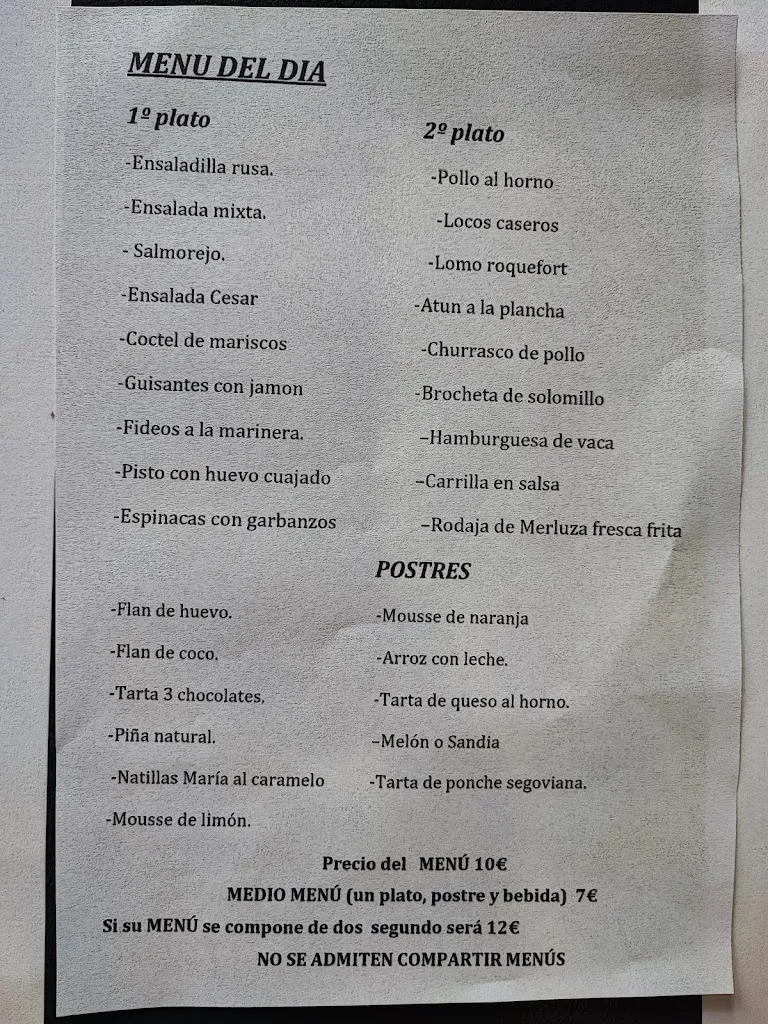 MENU DEL DIA
1º plato
-Ensaladilla rusa.
-Ensalada mixta.
- Salmorejo.
-Ensalada Cesar
-Coctel de mariscos
-Guisantes con jamon
-Fideos a la marinera.
-Pisto con huevo cuajado
-Espinacas con garbanzos
2º plato
-Pollo al horno
-Locos caseros
-Lomo roquefort
-Atun a la plancha
-Churrasco de pollo
-Brocheta de solomillo
–Hamburguesa de vaca
–Carrilla en salsa
–Rodaja de Merluza fresca frita
POSTRES
-Flan de huevo.
-Flan de coco.
-Tarta 3 chocolates,
-Piña natural.
-Natillas María al caramelo
-Mousse de limón.
-Mousse de naranja
-Arroz con leche.
-Tarta de queso al horno.
–Melón o Sandia
-Tarta de ponche segoviana.
Precio del MENÚ 10€
MEDIO MENÚ (un plato, postre y bebida) 7€
Si su MENÚ se compone de dos segundo será 12€
NO SE ADMITEN COMPARTIR MENÚS